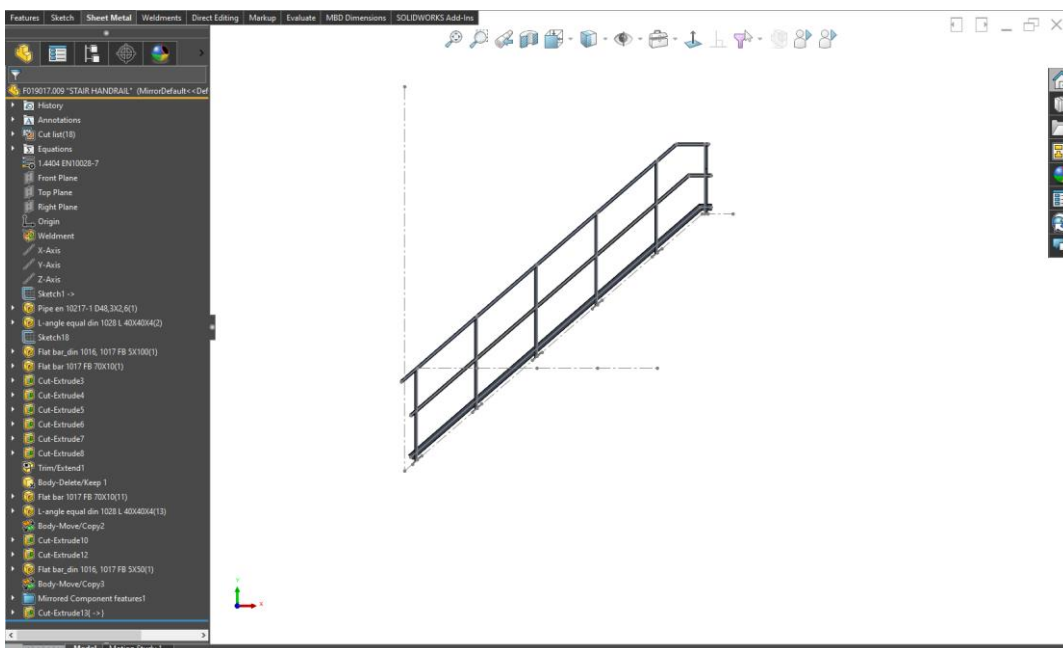 Features Sketch Sheet Metal Weldments Direct Editing Markup Evaluate MBD Dimensions SOLIDWORKS Add-Ins
F019017.009 "STAIR HANDRAIL" (MirrorDefault<<Def
History
Annotations
Cut list(18)
Equations
1.4404 EN10028-7
Front Plane
Top Plane
Right Plane
Origin
Weldment
X-Axis
Y-Axis
Z-Axis
Sketch1 ->
Pipe en 10217-1 D48,3X2,6(1)
L-angle equal din 1028 L 40X40X4(2)
Sketch18
Flat bar_din 1016, 1017 FB 5X100(1)
Flat bar 1017 FB 70X10(1)
Cut-Extrude3
Cut-Extrude4
Cut-Extrude5
Cut-Extrude6
Cut-Extrude7
Cut-Extrude8
Trim/Extend1
Body-Delete/Keep 1
Flat bar 1017 FB 70X10(11)
L-angle equal din 1028 L 40X40X4(13)
Body-Move/Copy2
Cut-Extrude10
Cut-Extrude12
Flat bar_din 1016, 1017 FB 5X50(1)
Body-Move/Copy3
Mirrored Component features1
Cut-Extrude13( -> )
Model Motion Study 1